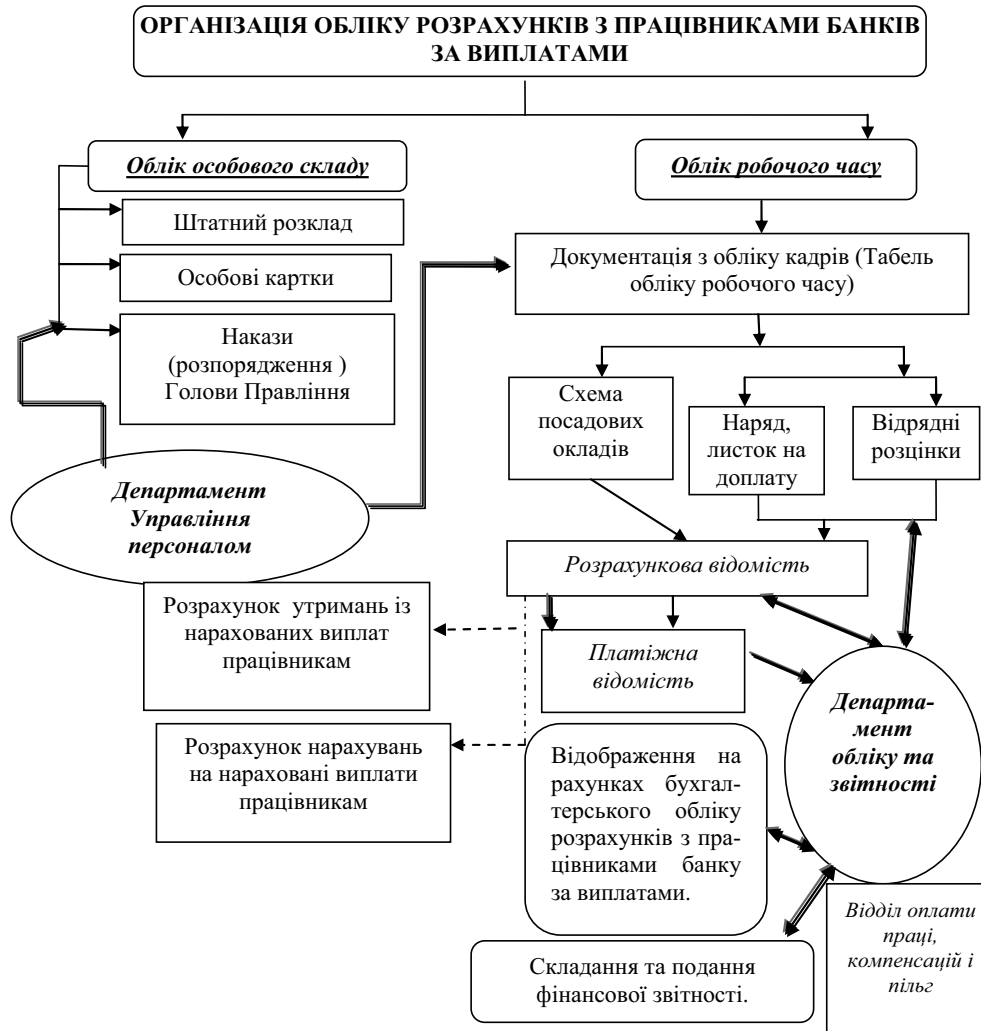 ОРГАНІЗАЦІЯ ОБЛІКУ РОЗРАХУНКІВ З ПРАЦІВНИКАМИ БАНКІВ
ЗА ВИПЛАТАМИ
Облік особового складу
Облік робочого часу
Штатний розклад
Особові картки
Накази
(розпорядження )
Голови Правління
Документація з обліку кадрів (Табель
обліку робочого часу)
Схема
посадових
окладів
Наряд,
листок на
доплату
Відрядні
розцінки
Департамент
Управління
персоналом
Розрахункова відомість
Розрахунок утримань із
нарахованих виплат
працівникам
Платіжна
відомість
Розрахунок нарахувань
на нараховані виплати
працівникам
Відображення на
рахунках бухгал-
терського обліку
розрахунків з пра-
цівниками банку
за виплатами.
Департа-
мент
обліку та
звітності
Відділ оплати
праці,
компенсацій і
пільг
Складання та подання
фінансової звітності.